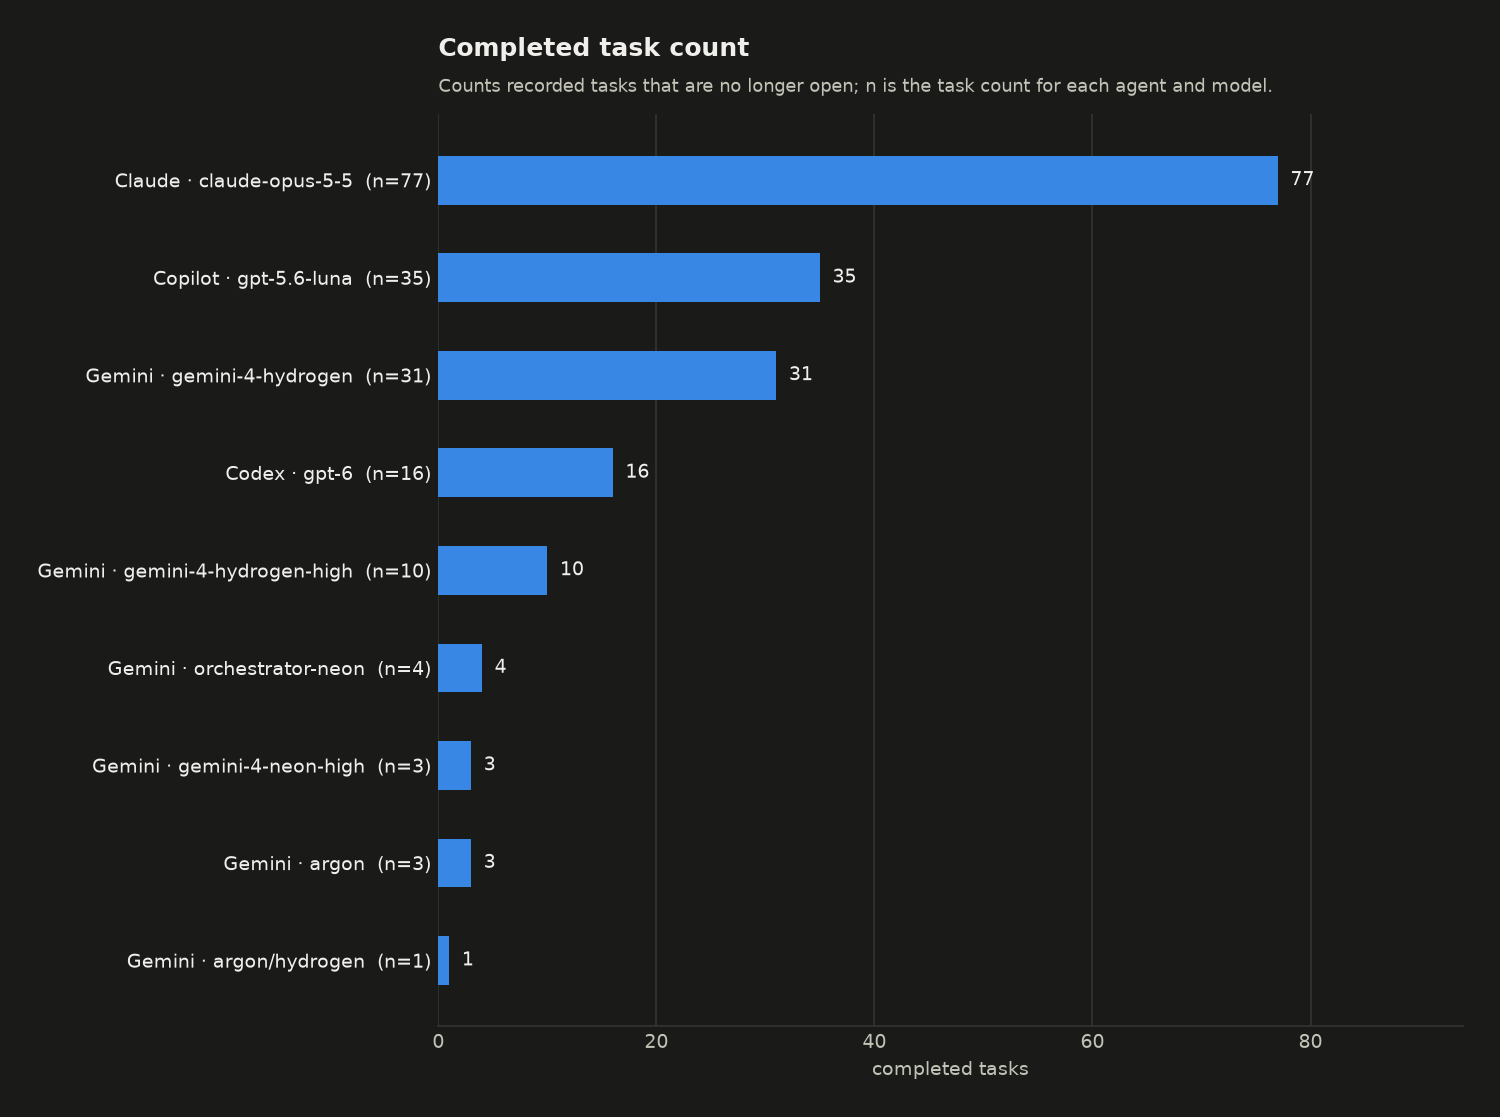 Completed task count
Counts recorded tasks that are no longer open; n is the task count for each agent and model.
Claude · claude-opus-5-5 (n=77) 77
Copilot · gpt-5.6-luna (n=35) 35
Gemini · gemini-4-hydrogen (n=31) 31
Codex · gpt-6 (n=16) 16
Gemini · gemini-4-hydrogen-high (n=10) 10
Gemini · orchestrator-neon (n=4) 4
Gemini · gemini-4-neon-high (n=3) 3
Gemini · argon (n=3) 3
Gemini · argon/hydrogen (n=1) 1
0 20 40 60 80
completed tasks